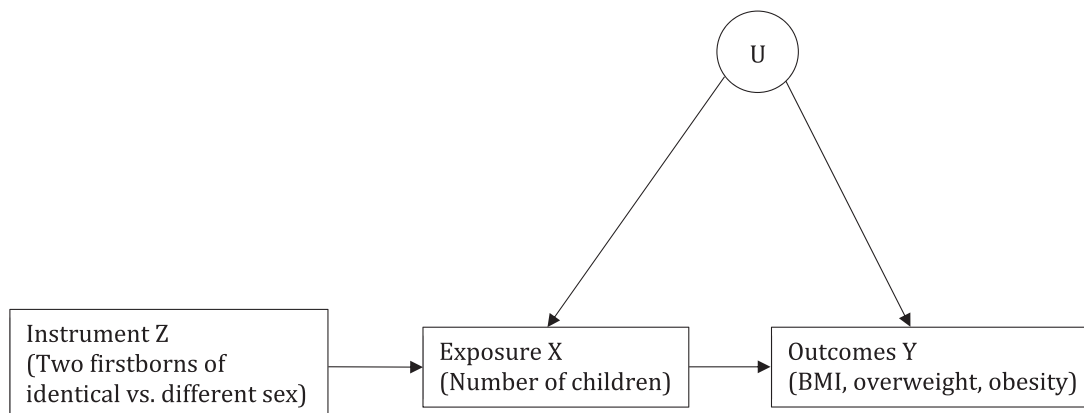 U
Instrument Z
(Two firstborns of
identical vs. different sex)
Exposure X
(Number of children)
Outcomes Y
(BMI, overweight, obesity)